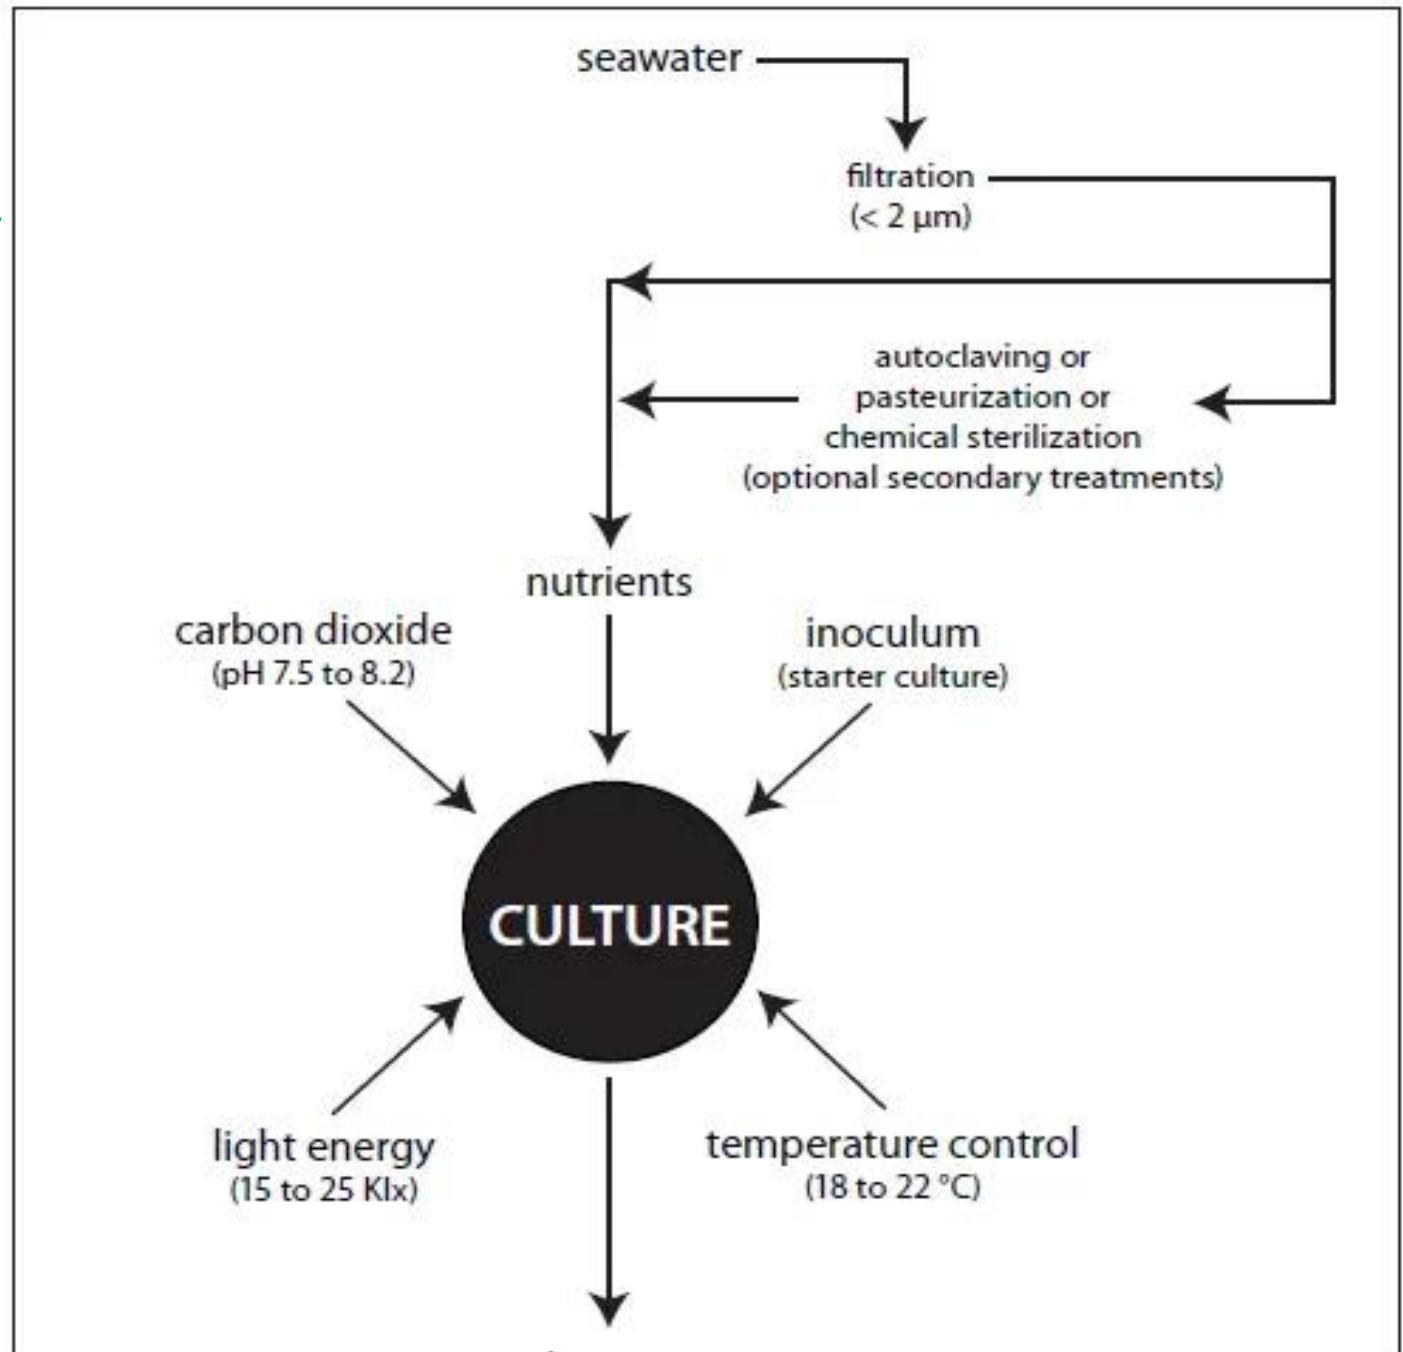 seawater
filtration
(< 2 µm)
autoclaving or
pasteurization or
chemical sterilization
(optional secondary treatments)
nutrients
carbon dioxide
(pH 7.5 to 8.2)
inoculum
(starter culture)
CULTURE
light energy
(15 to 25 Klx)
temperature control
(18 to 22 °C)